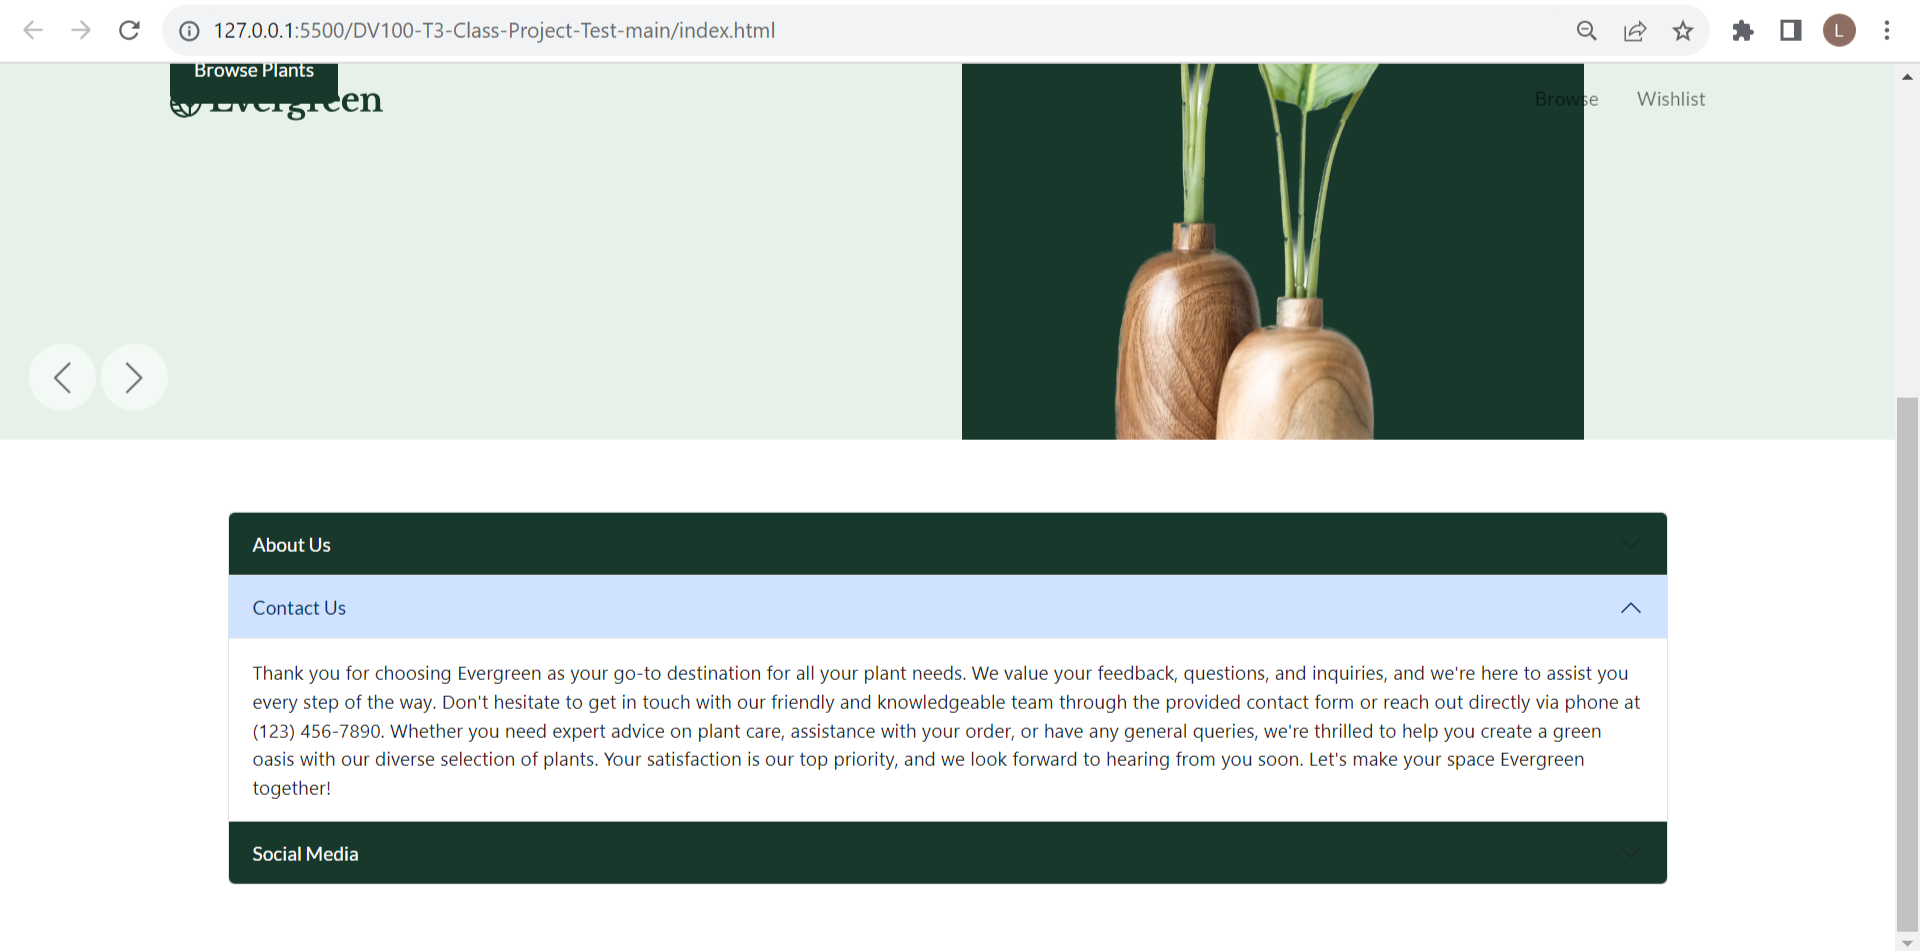 127.0.0.1:5500/DV100-T3-Class-Project-Test-main/index.html
L
Browse Plants
Evergreen
Browse
Wishlist
About Us
Contact Us
Thank you for choosing Evergreen as your go-to destination for all your plant needs. We value your feedback, questions, and inquiries, and we're here to assist you
every step of the way. Don't hesitate to get in touch with our friendly and knowledgeable team through the provided contact form or reach out directly via phone at
(123) 456-7890. Whether you need expert advice on plant care, assistance with your order, or have any general queries, we're thrilled to help you create a green
oasis with our diverse selection of plants. Your satisfaction is our top priority, and we look forward to hearing from you soon. Let's make your space Evergreen
together!
Social Media